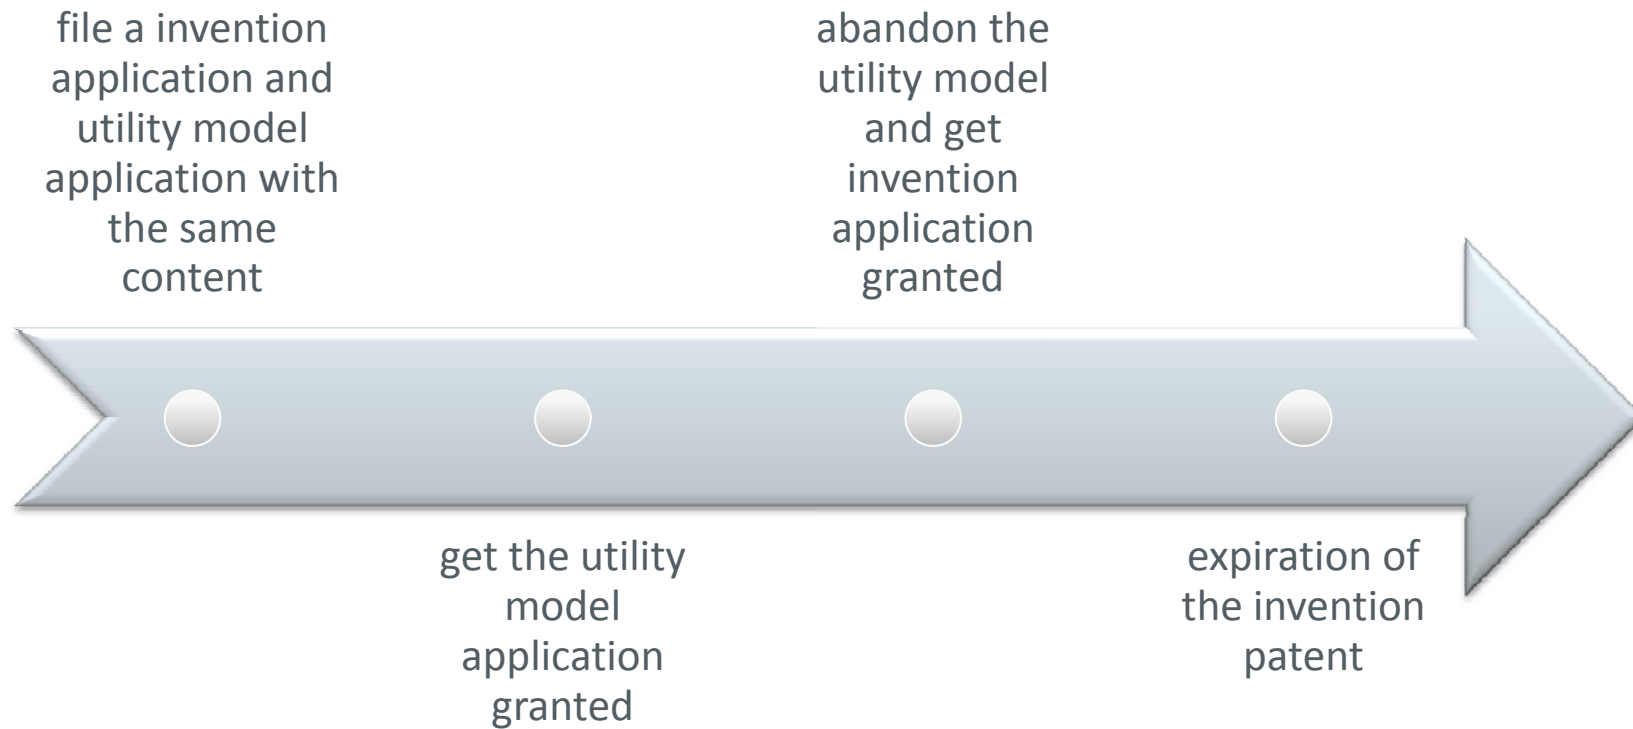 file a invention
application and
utility model
application with
the same
content
get the utility
model
application
granted
abandon the
utility model
and get
invention
application
granted
expiration of
the invention
patent